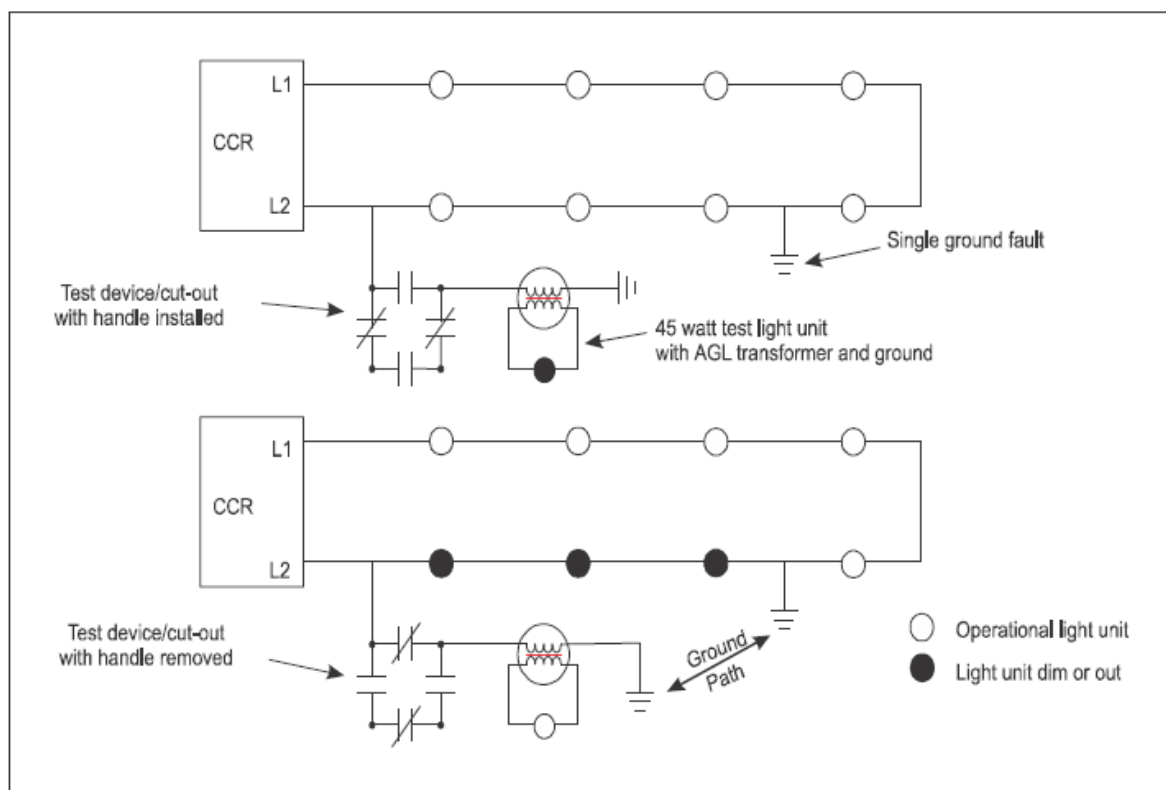 L1
CCR
L2
Single ground fault
Test device/cut-out
with handle installed
45 watt test light unit
with AGL transformer and ground
L1
CCR
L2
Test device/cut-out
with handle removed
Ground
Path
Operational light unit
Light unit dim or out